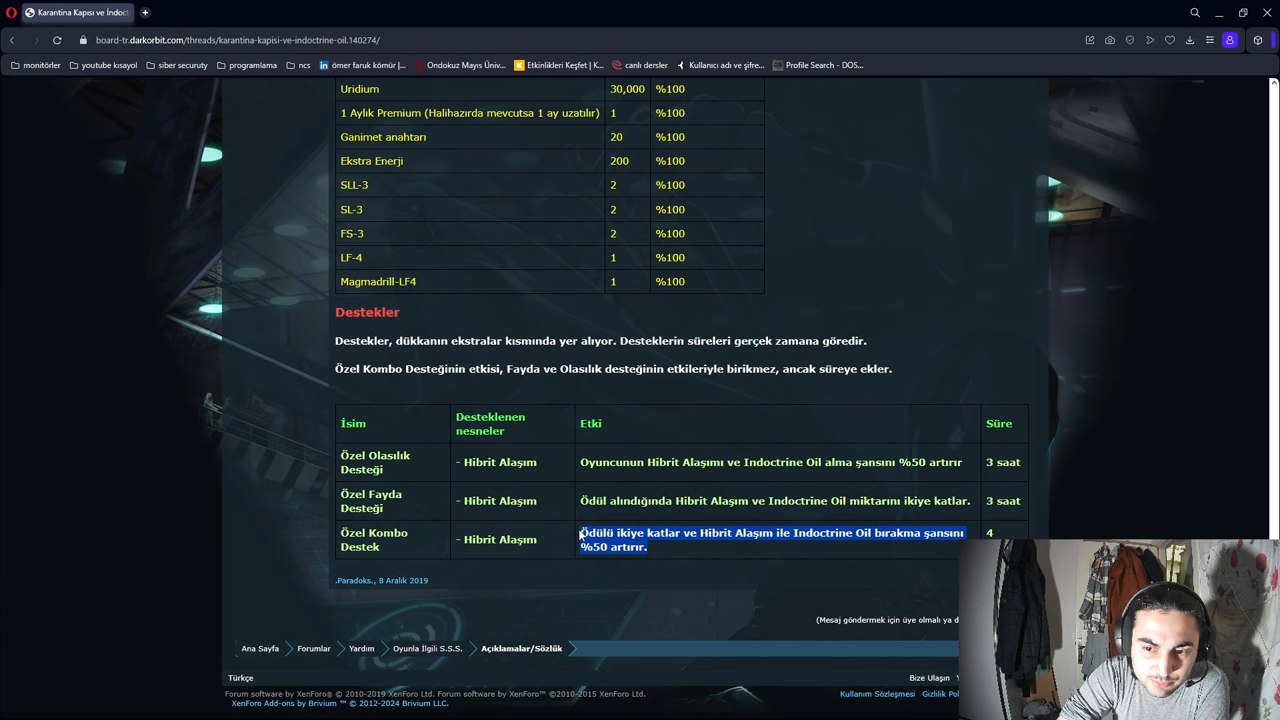 Karantina Kapısı ve İndoct
board-tr.darkorbit.com/threads/karantina-kapisi-ve-indoctrine-oil.140274/
monitörler youtube kısayol siber securuty programlama ncs ömer faruk kömür |... Ondokuz Mayıs Üniv... Etkinlikleri Keşfet | K... canlı dersler Kullanıcı adı ve şifre... Profile Search - DOS...
Uridium 30,000 %100
1 Aylık Premium (Halihazırda mevcutsa 1 ay uzatılır) 1 %100
Ganimet anahtarı 20 %100
Ekstra Enerji 200 %100
SLL-3 2 %100
SL-3 2 %100
FS-3 2 %100
LF-4 1 %100
Magmadrill-LF4 1 %100
Destekler
Destekler, dükkanın ekstralar kısmında yer alıyor. Desteklerin süreleri gerçek zamana göredir.
Özel Kombo Desteğinin etkisi, Fayda ve Olasılık desteğinin etkileriyle birikmez, ancak süreye ekler.
İsim Desteklenen nesneler Etki Süre
Özel Olasılık Desteği - Hibrit Alaşım Oyuncunun Hibrit Alaşımı ve Indoctrine Oil alma şansını %50 artırır 3 saat
Özel Fayda Desteği - Hibrit Alaşım Ödül alındığında Hibrit Alaşım ve Indoctrine Oil miktarını ikiye katlar. 3 saat
Özel Kombo Destek - Hibrit Alaşım Ödülü ikiye katlar ve Hibrit Alaşım ile Indoctrine Oil bırakma şansını %50 artırır. 4
.Paradoks., 8 Aralık 2019
(Mesaj göndermek için üye olmalı ya d
Ana Sayfa Forumlar Yardım Oyunla İlgili S.S.S. Açıklamalar/Sözlük
Türkçe Bize Ulaşın Y
Forum software by XenForo® © 2010-2019 XenForo Ltd. Forum software by XenForo™ ©2010-2015 XenForo Ltd. Kullanım Sözleşmesi Gizlilik Pol
XenForo Add-ons by Brivium ™ © 2012-2024 Brivium LLC.